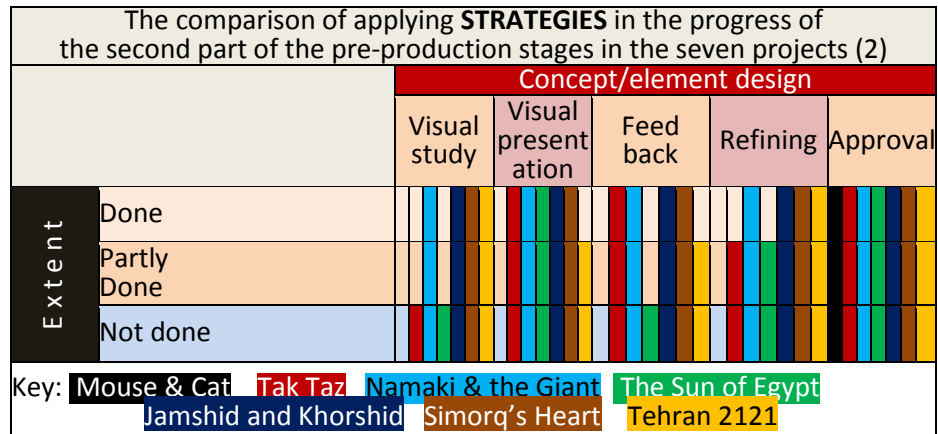 The comparison of applying STRATEGIES in the progress of
the second part of the pre-production stages in the seven projects (2)
Concept/element design
Visual
study
Visual
present
ation
Feed
back
Refining
Approval
Extent
Done
Partly
Done
Not done
Key: Mouse & Cat Tak Taz Namaki & the Giant The Sun of Egypt
Jamshid and Khorshid Simorq's Heart Tehran 2121